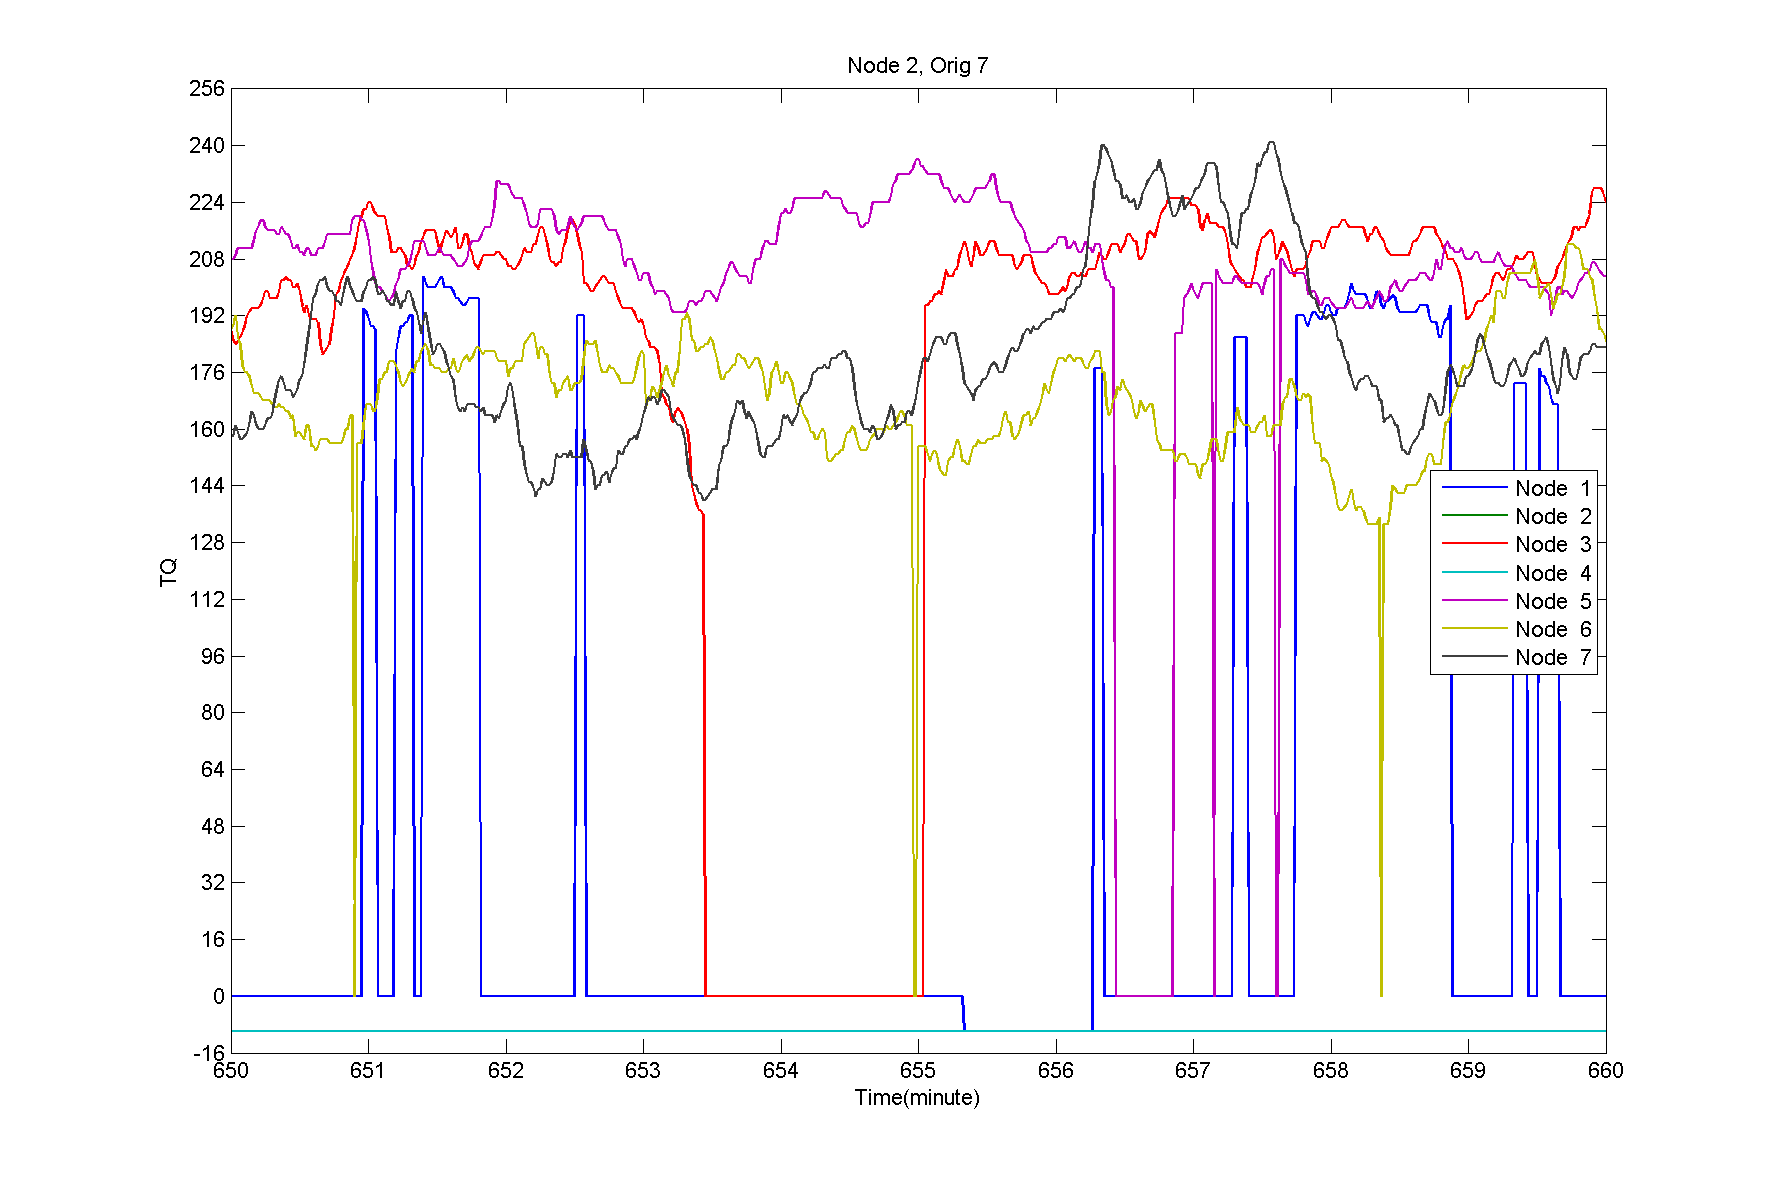 Node 2, Orig 7
256
240
224
208
192
176
160
144
128
112
96
80
64
48
32
16
0
-16
TQ
650 651 652 653 654 655 656 657 658 659 660
Time(minute)
Node 1
Node 2
Node 3
Node 4
Node 5
Node 6
Node 7